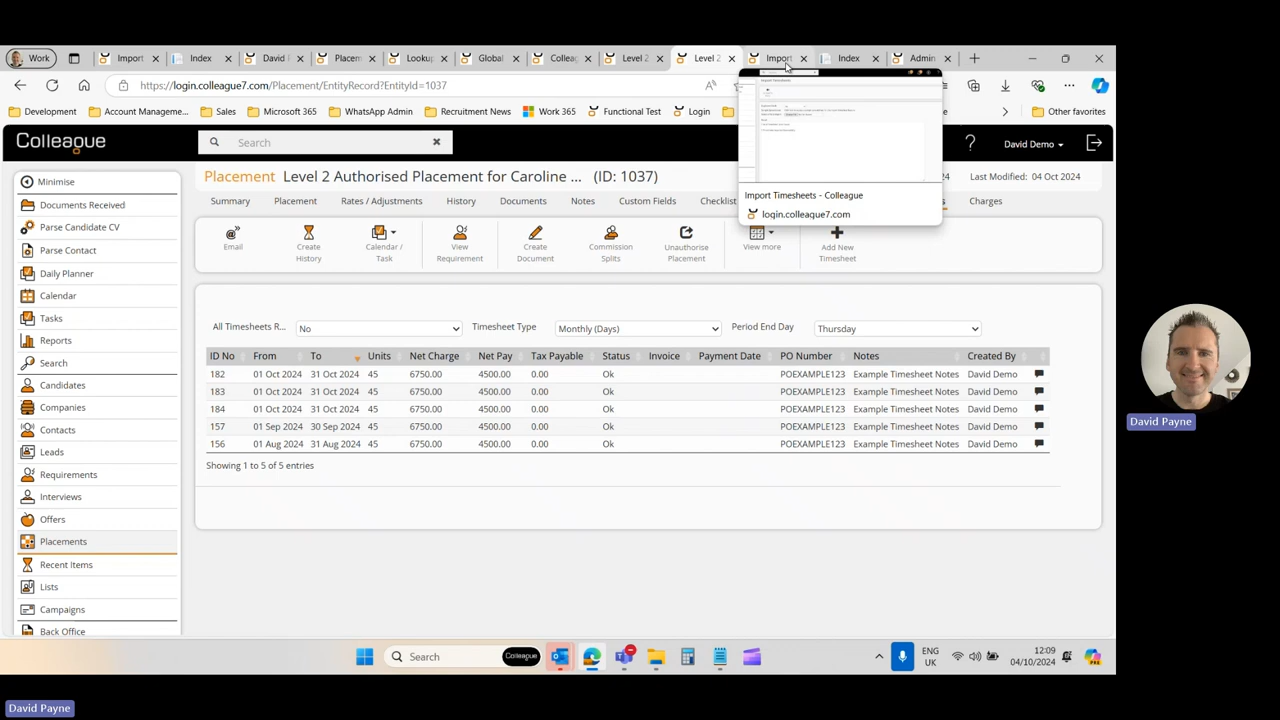 Work
Import
Index
David F
Placem
Looku
Global
Colleag
Level 2
Level 2
Import
Index
Admin
https://login.colleague7.com/Placement/EntityRecord?EntityId=1037
Developm...
Arrangeme...
Sales
Microsoft 365
WhatsApp Admin
Recruitment News
Work 365
Functional Test
Login
Other favorites
Colleague
Search
David Demo
Placement
Level 2 Authorised Placement for Caroline ...
(ID: 1037)
Last Modified: 04 Oct 2024
Import Timesheets - Colleague
login.colleague7.com
Summary
Placement
Rates / Adjustments
History
Documents
Notes
Custom Fields
Checklist
Charges
Email
Create History
Calendar / Task
View Requirement
Create Document
Commission Splits
Unauthorise Placement
View more
Add New Timesheet
Minimise
Documents Received
Parse Candidate CV
Parse Contact
Daily Planner
Calendar
Tasks
Reports
Search
Candidates
Companies
Contacts
Leads
Requirements
Interviews
Offers
Placements
Recent Items
Lists
Campaigns
Back Office
All Timesheets R... No
Timesheet Type Monthly (Days)
Period End Day Thursday
ID No From To Units Net Charge Net Pay Tax Payable Status Invoice Payment Date PO Number Notes Created By
182 01 Oct 2024 31 Oct 2024 45 6750.00 4500.00 0.00 Ok POEXAMPLE123 Example Timesheet Notes David Demo
183 01 Oct 2024 31 Oct 2024 45 6750.00 4500.00 0.00 Ok POEXAMPLE123 Example Timesheet Notes David Demo
184 01 Oct 2024 31 Oct 2024 45 6750.00 4500.00 0.00 Ok POEXAMPLE123 Example Timesheet Notes David Demo
157 01 Sep 2024 30 Sep 2024 45 6750.00 4500.00 0.00 Ok POEXAMPLE123 Example Timesheet Notes David Demo
156 01 Aug 2024 31 Aug 2024 45 6750.00 4500.00 0.00 Ok POEXAMPLE123 Example Timesheet Notes David Demo
Showing 1 to 5 of 5 entries
David Payne
Search
Colleague
ENG
UK
12:09
04/10/2024
David Payne